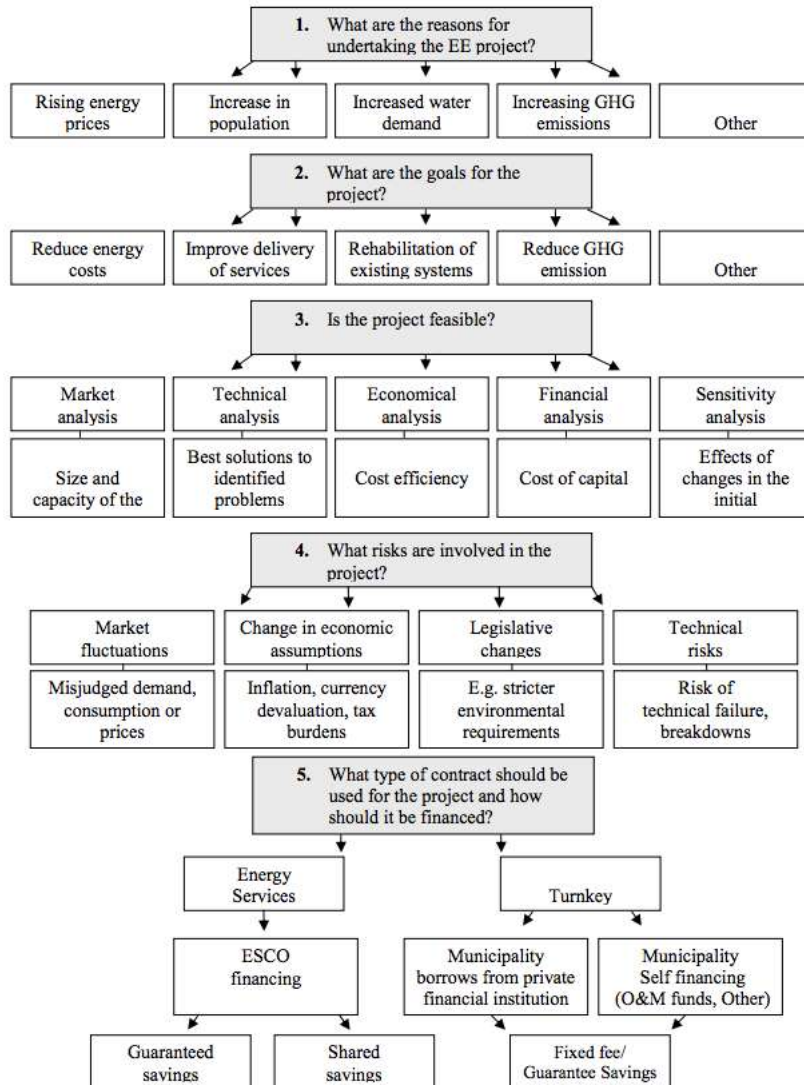 1. What are the reasons for
undertaking the EE project?
Rising energy
prices
Increase in
population
Increased water
demand
Increasing GHG
emissions
Other
2. What are the goals for the
project?
Reduce energy
costs
Improve delivery
of services
Rehabilitation of
existing systems
Reduce GHG
emission
Other
3. Is the project feasible?
Market
analysis
Technical
analysis
Economical
analysis
Financial
analysis
Sensitivity
analysis
Size and
capacity of the
Best solutions to
identified
problems
Cost efficiency
Cost of capital
Effects of
changes in the
initial
4. What risks are involved in the
project?
Market
fluctuations
Change in economic
assumptions
Legislative
changes
Technical
risks
Misjudged demand,
consumption or
prices
Inflation, currency
devaluation, tax
burdens
E.g. stricter
environmental
requirements
Risk of
technical failure,
breakdowns
5. What type of contract should be
used for the project and how
should it be financed?
Energy
Services
Turnkey
ESCO
financing
Municipality
borrows from private
financial institution
Municipality
Self financing
(O&M funds, Other)
Guaranteed
savings
Shared
savings
Fixed fee/
Guarantee Savings